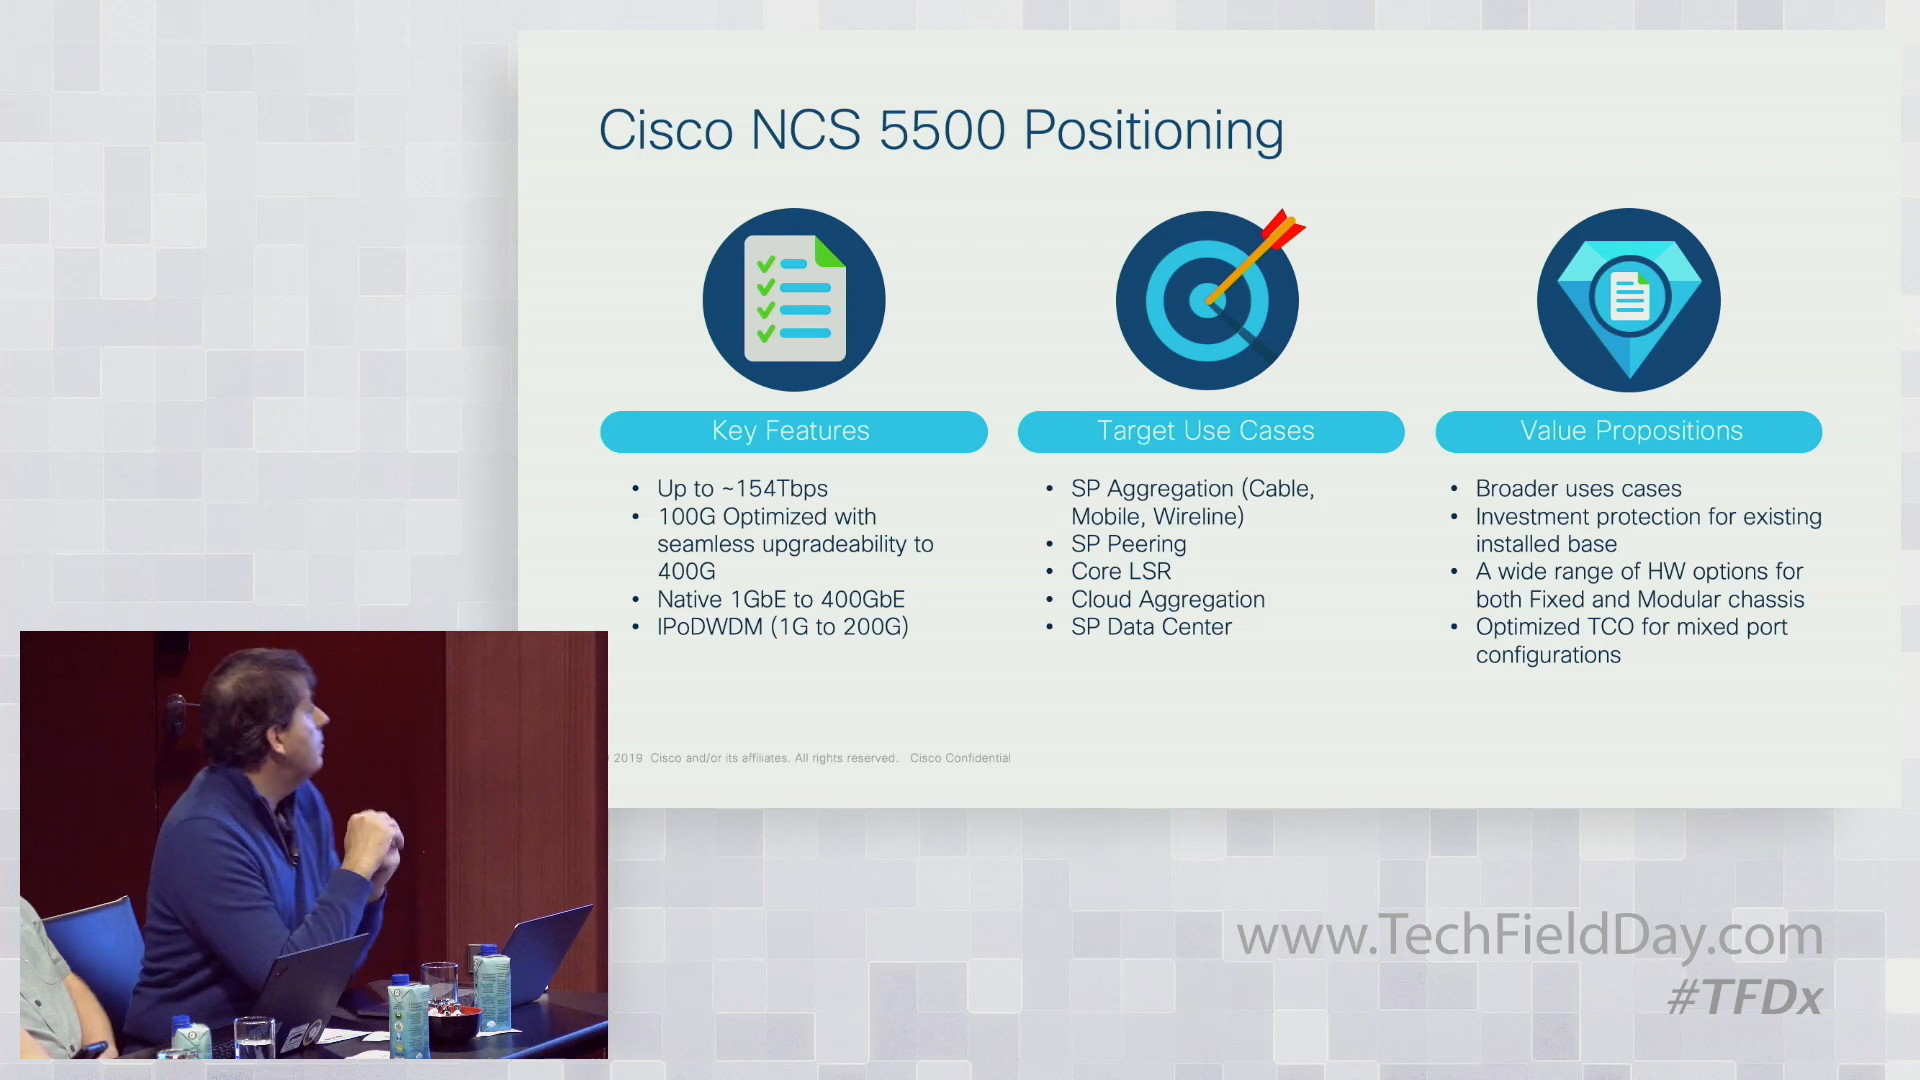 Cisco NCS 5500 Positioning
Key Features
• Up to ~154Tbps
• 100G Optimized with
seamless upgradeability to
400G
• Native 1GbE to 400GbE
• IPoDWDM (1G to 200G)
Target Use Cases
• SP Aggregation (Cable,
Mobile, Wireline)
• SP Peering
• Core LSR
• Cloud Aggregation
• SP Data Center
Value Propositions
• Broader uses cases
• Investment protection for existing
installed base
• A wide range of HW options for
both Fixed and Modular chassis
• Optimized TCO for mixed port
configurations
2019 Cisco and/or its affiliates. All rights reserved. Cisco Confidential
www.TechFieldDay.com
#TFDx